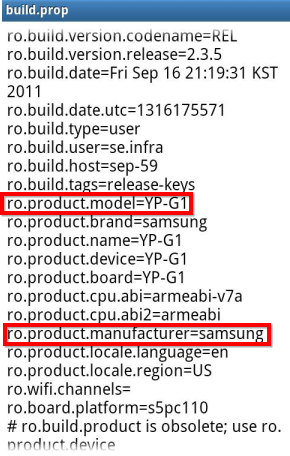 build.prop
ro.build.version.codename=REL
ro.build.version.release=2.3.5
ro.build.date=Fri Sep 16 21:19:31 KST
2011
ro.build.date.utc=1316175571
ro.build.type=user
ro.build.user=se.infra
ro.build.host=sep-59
ro.build.tags=release-keys
ro.product.model=YP-G1
ro.product.brand=samsung
ro.product.name=YP-G1
ro.product.device=YP-G1
ro.product.board=YP-G1
ro.product.cpu.abi=armeabi-v7a
ro.product.cpu.abi2=armeabi
ro.product.manufacturer=samsung
ro.product.locale.language=en
ro.product.locale.region=US
ro.wifi.channels=
ro.board.platform=s5pc110
# ro.build.product is obsolete; use ro.
product.device